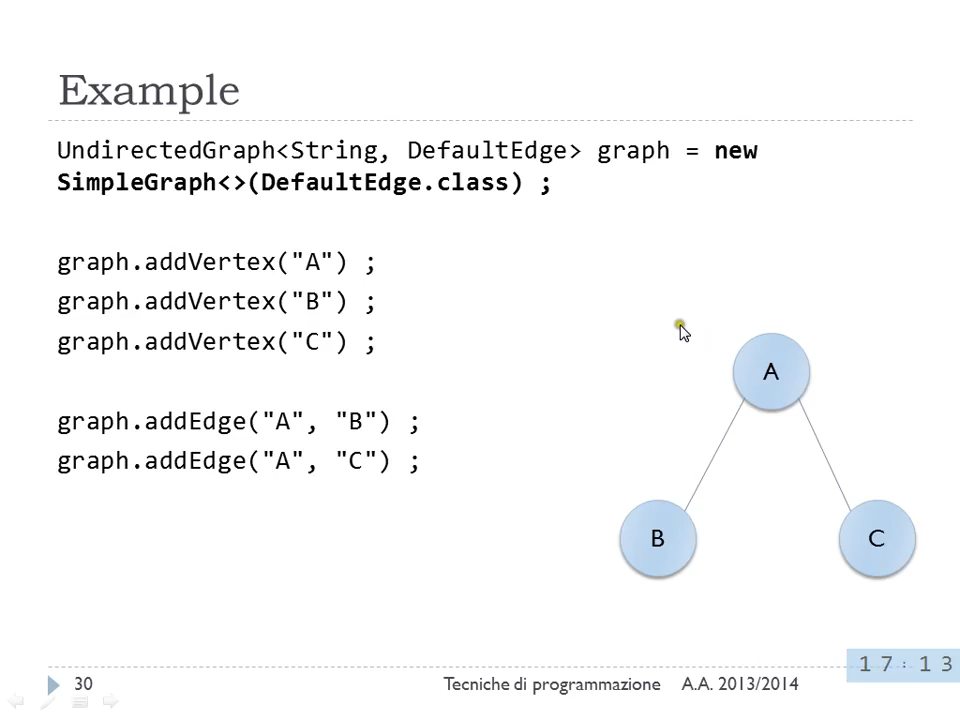 Example
UndirectedGraph<String, DefaultEdge> graph = new
SimpleGraph<>(DefaultEdge.class) ;
graph.addVertex("A") ;
graph.addVertex("B") ;
graph.addVertex("C") ;
graph.addEdge("A", "B") ;
graph.addEdge("A", "C") ;
A
B
C
30
Tecniche di programmazione A.A. 2013/2014
17:13